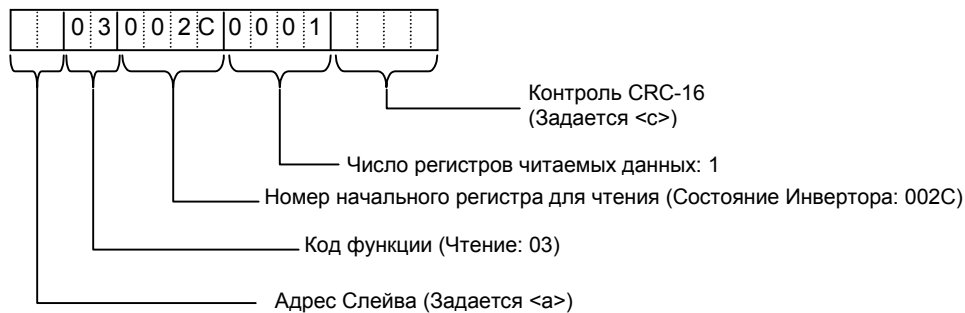 0 3 0 0 2 C 0 0 0 1
Контроль CRC-16
(Задается <c>)
Число регистров читаемых данных: 1
Номер начального регистра для чтения (Состояние Инвертора: 002C)
Код функции (Чтение: 03)
Адрес Слейва (Задается <a>)